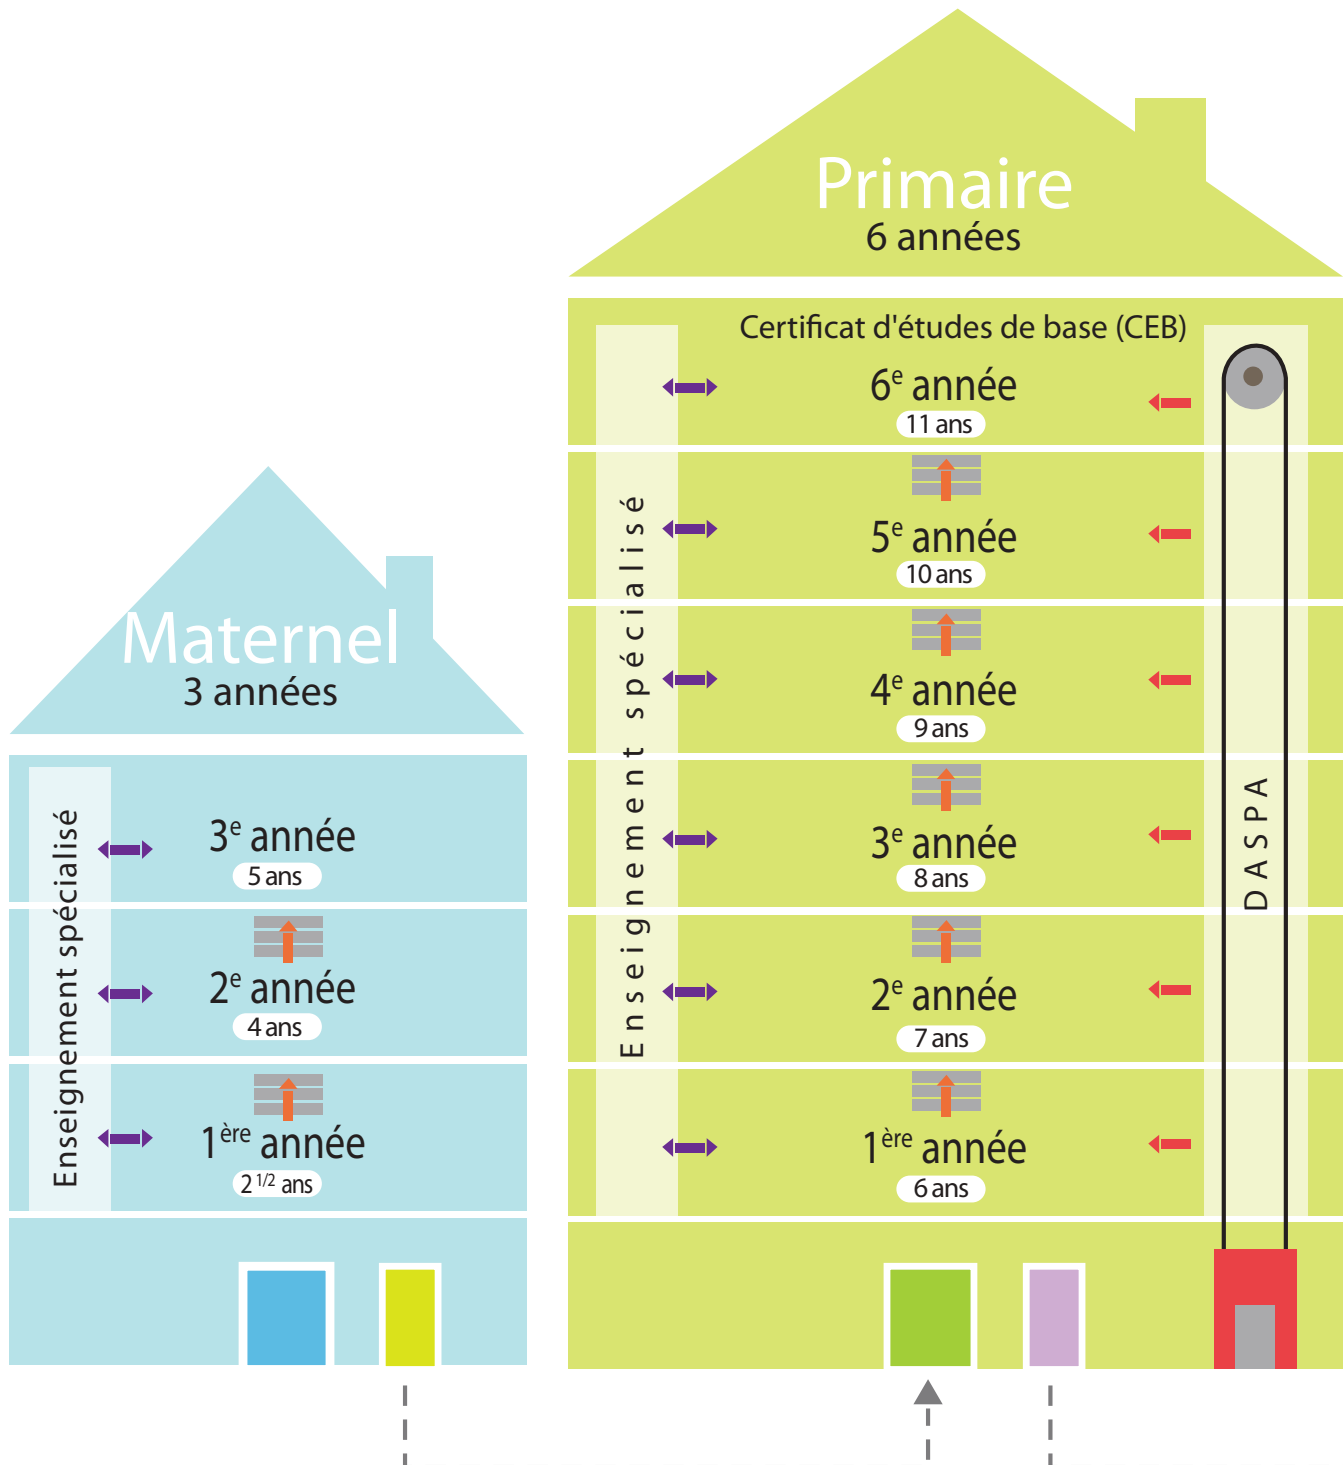 Maternel
3 années
Enseignement spécialisé
3e année
5 ans
2e année
4 ans
1ère année
2 1/2 ans
Primaire
6 années
Certificat d'études de base (CEB)
Enseignement spécialisé
6e année
11 ans
5e année
10 ans
4e année
9 ans
3e année
8 ans
2e année
7 ans
1ère année
6 ans
DASPA